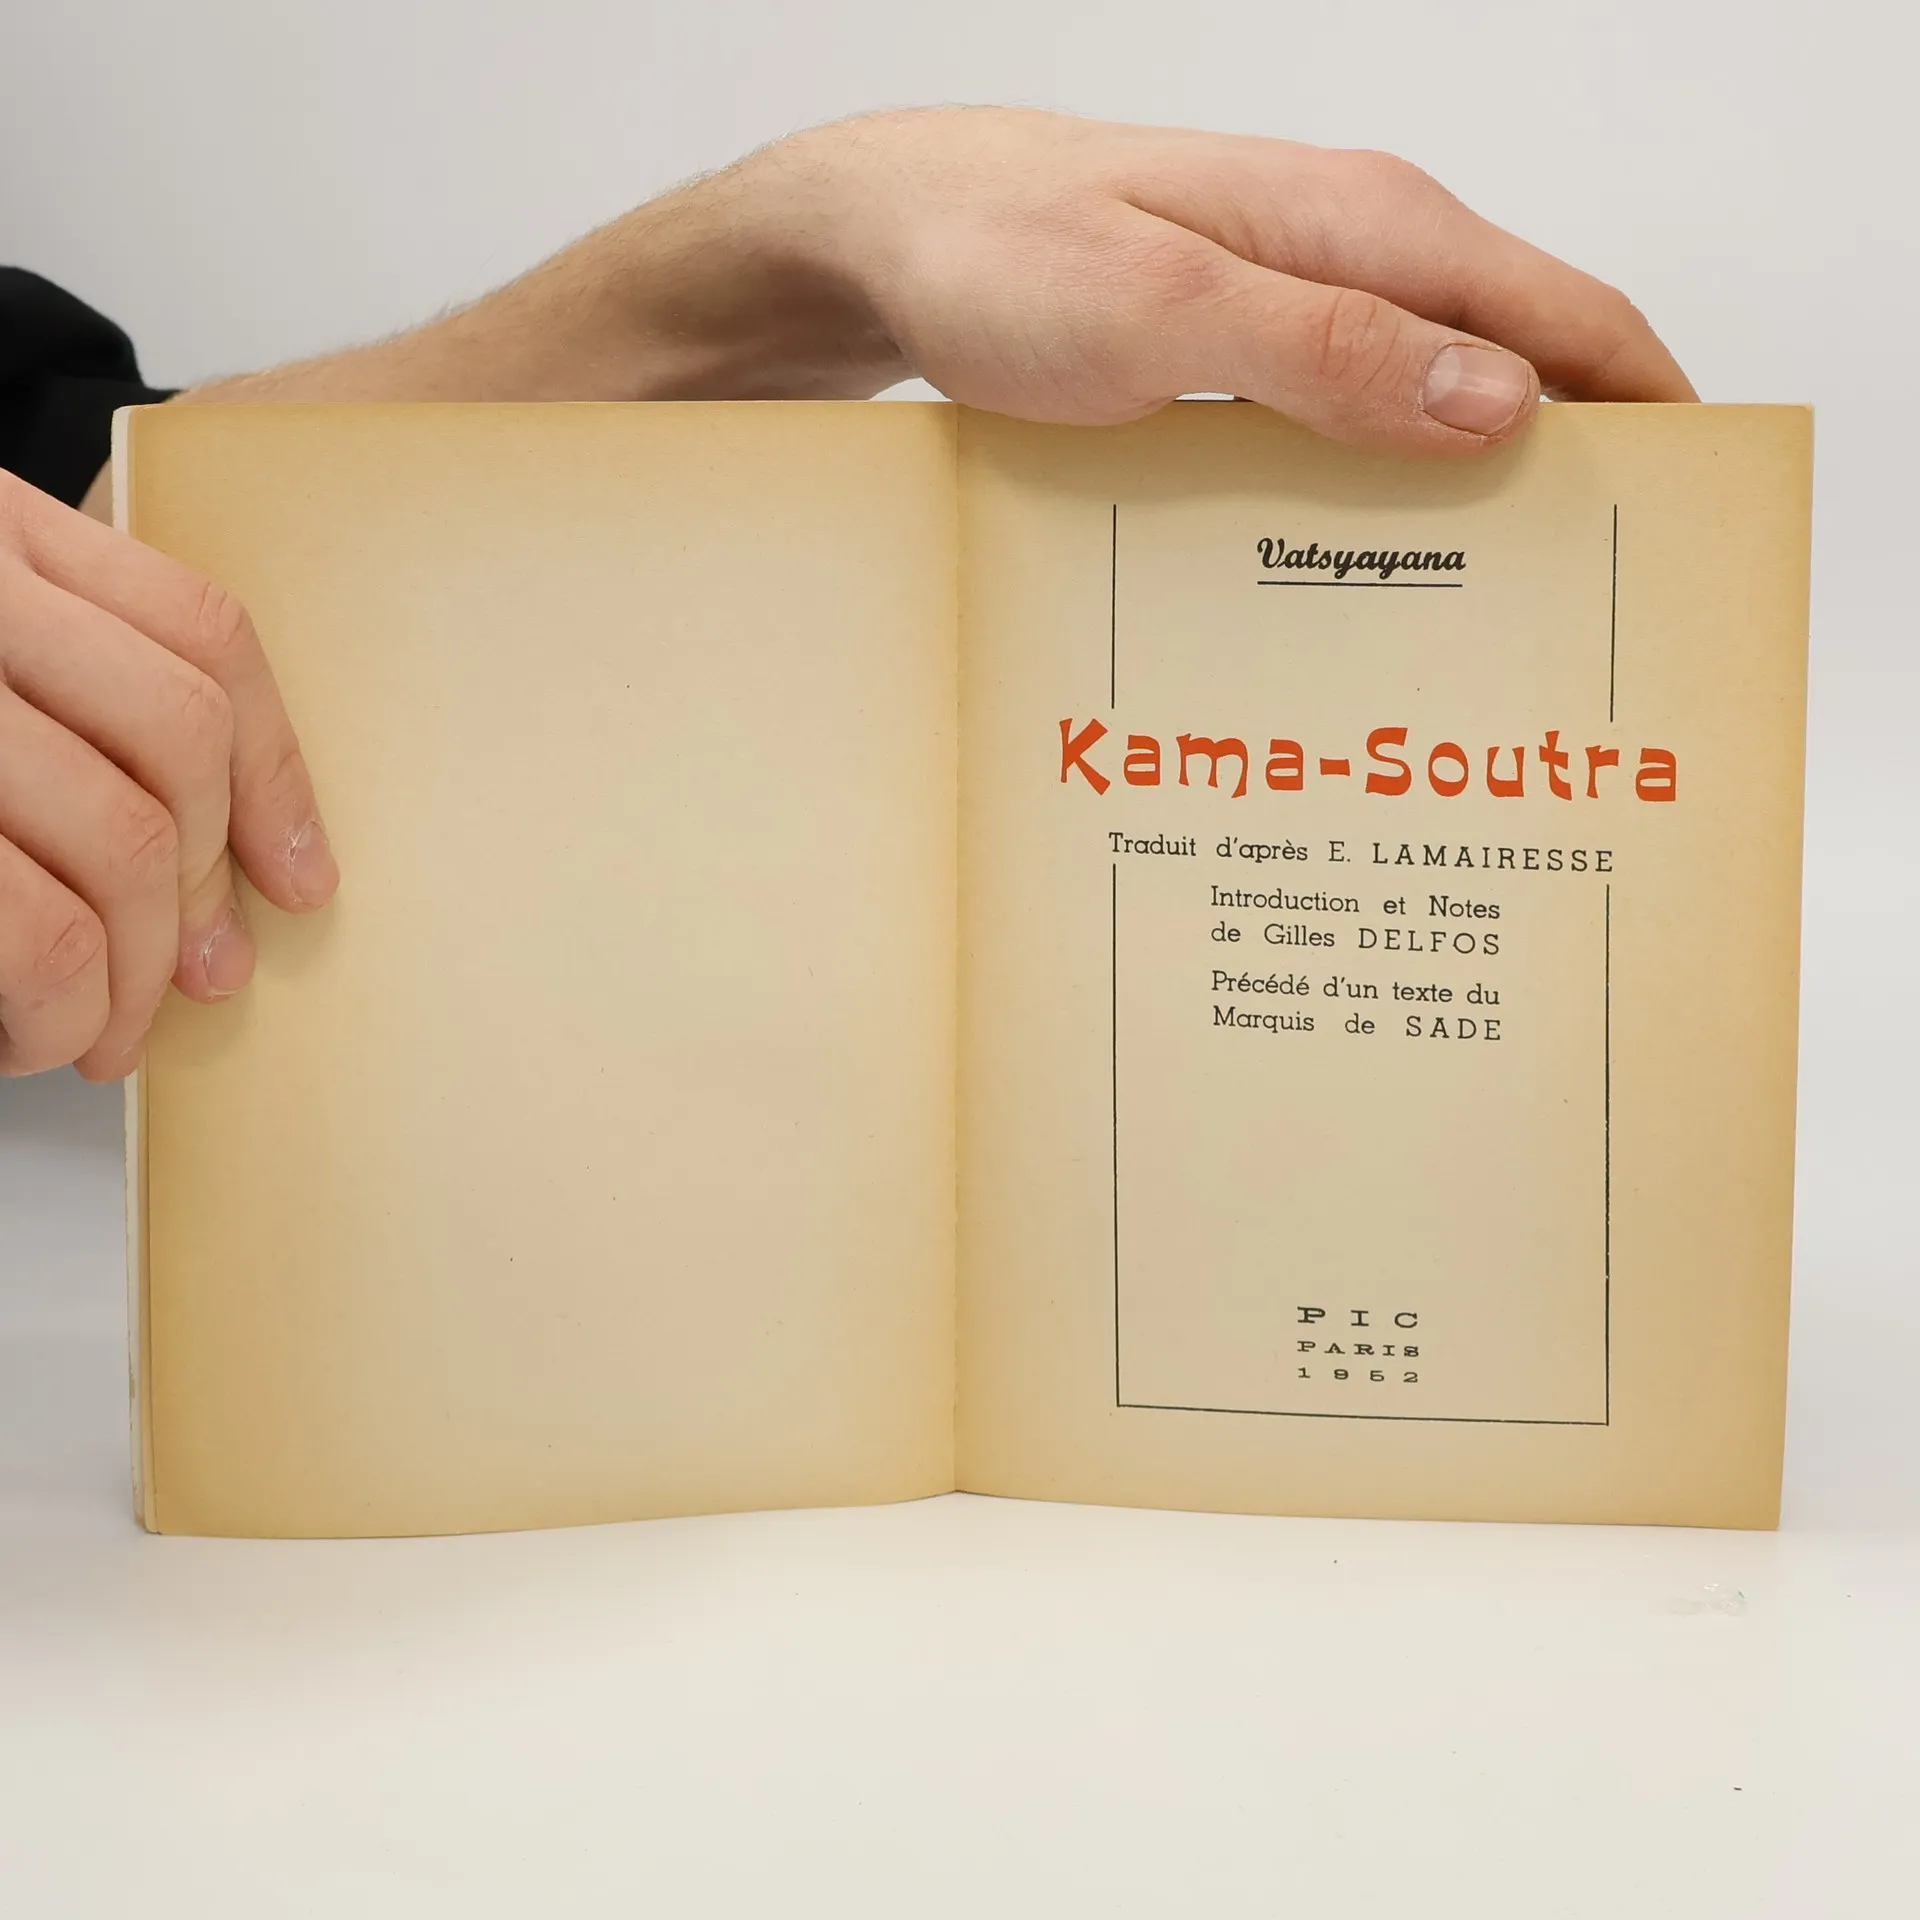 Vatsyayana
Kama-Soutra
Traduit d'après E. LAMAIRESSE
Introduction et Notes
de Gilles DELFOS
Précédé d'un texte du
Marquis de SADE
PIC
PARIS
1952